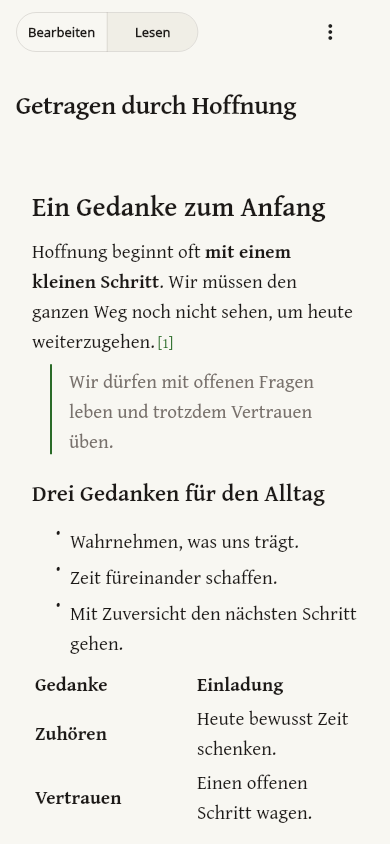 Bearbeiten Lesen
Getragen durch Hoffnung
Ein Gedanke zum Anfang
Hoffnung beginnt oft mit einem
kleinen Schritt. Wir müssen den
ganzen Weg noch nicht sehen, um heute
weiterzugehen. [1]
Wir dürfen mit offenen Fragen
leben und trotzdem Vertrauen
üben.
Drei Gedanken für den Alltag
• Wahrnehmen, was uns trägt.
• Zeit füreinander schaffen.
• Mit Zuversicht den nächsten Schritt
gehen.
Gedanke Einladung
Zuhören Heute bewusst Zeit
schenken.
Vertrauen Einen offenen
Schritt wagen.